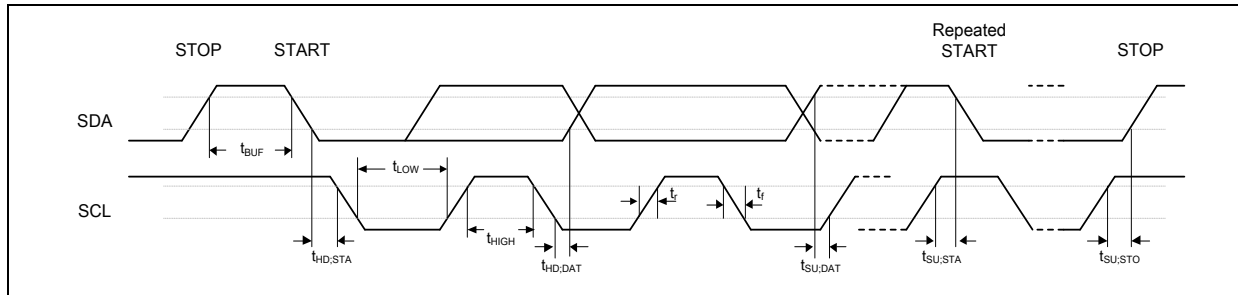 Repeated
STOP START START STOP
SDA
tBUF
tLOW
SCL
tr tf
tHIGH
tHD;STA tHD;DAT tSU;DAT tSU;STA tSU;STO